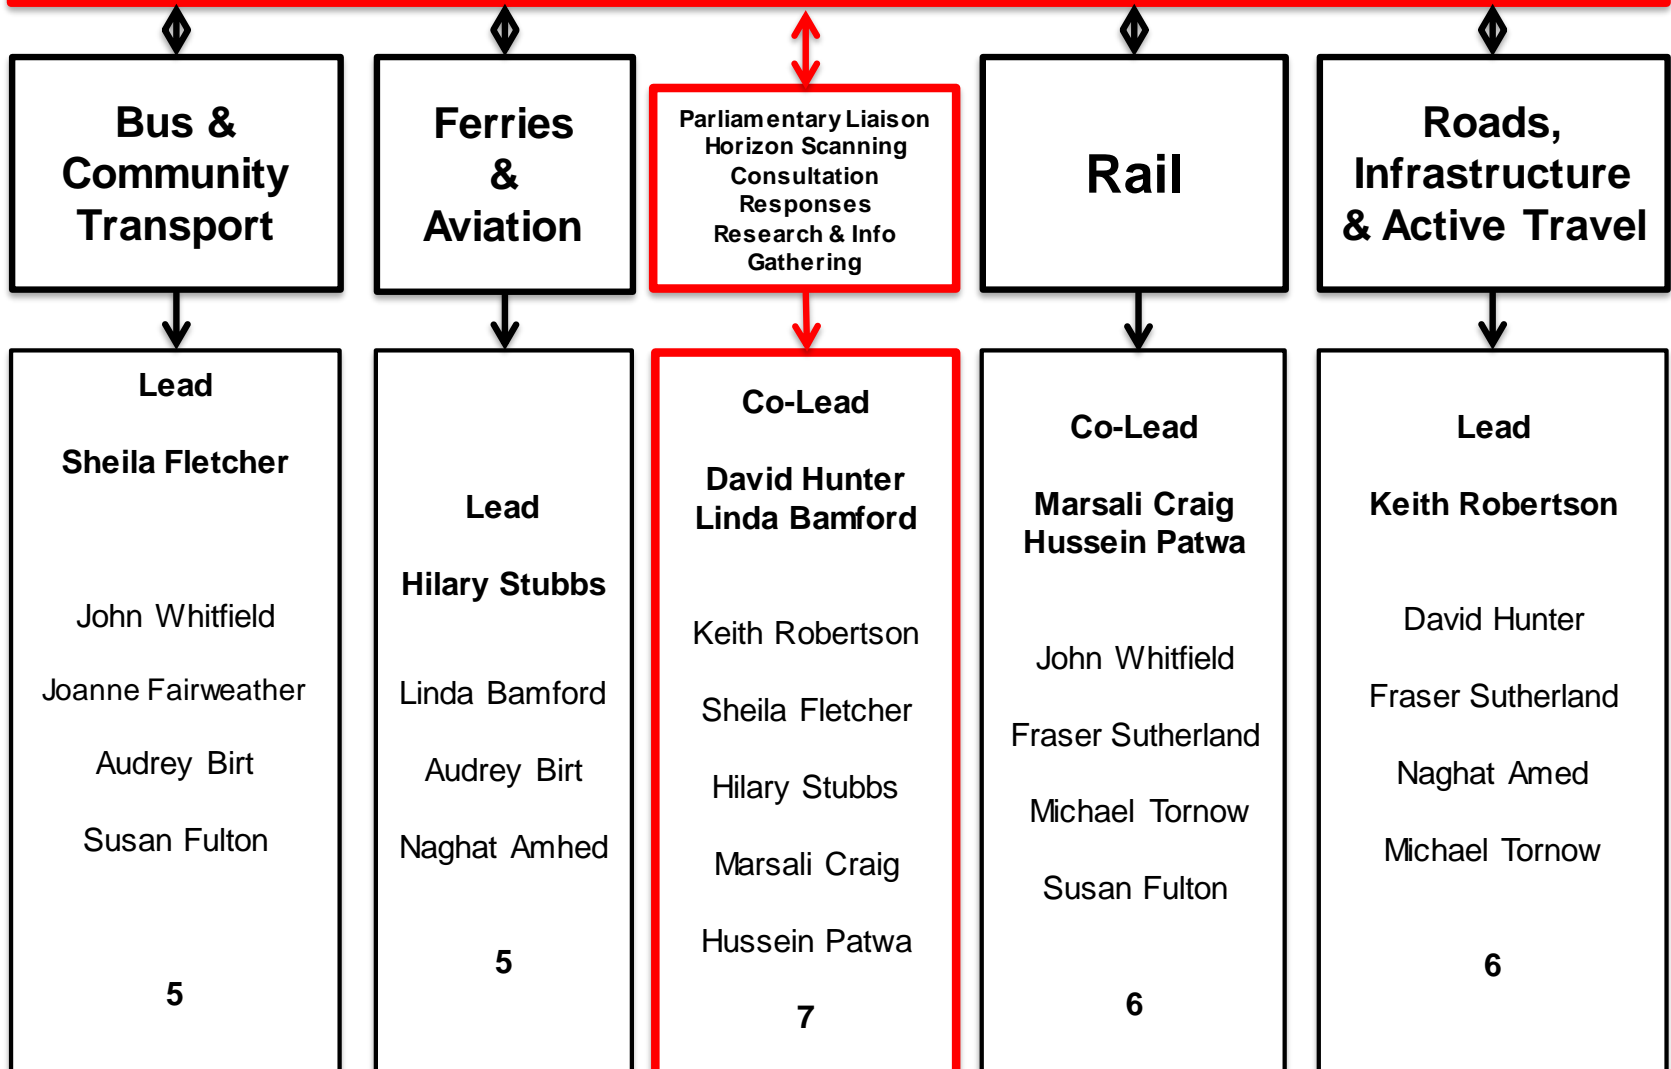 Bus &
Community
Transport
Ferries
&
Aviation
Parliamentary Liaison
Horizon Scanning
Consultation
Responses
Research & Info
Gathering
Rail
Roads,
Infrastructure
& Active Travel
Lead
Sheila Fletcher
John Whitfield
Joanne Fairweather
Audrey Birt
Susan Fulton
5
Lead
Hilary Stubbs
Linda Bamford
Audrey Birt
Naghat Amhed
5
Co-Lead
David Hunter
Linda Bamford
Keith Robertson
Sheila Fletcher
Hilary Stubbs
Marsali Craig
Hussein Patwa
7
Co-Lead
Marsali Craig
Hussein Patwa
John Whitfield
Fraser Sutherland
Michael Tornow
Susan Fulton
6
Lead
Keith Robertson
David Hunter
Fraser Sutherland
Naghat Amed
Michael Tornow
6